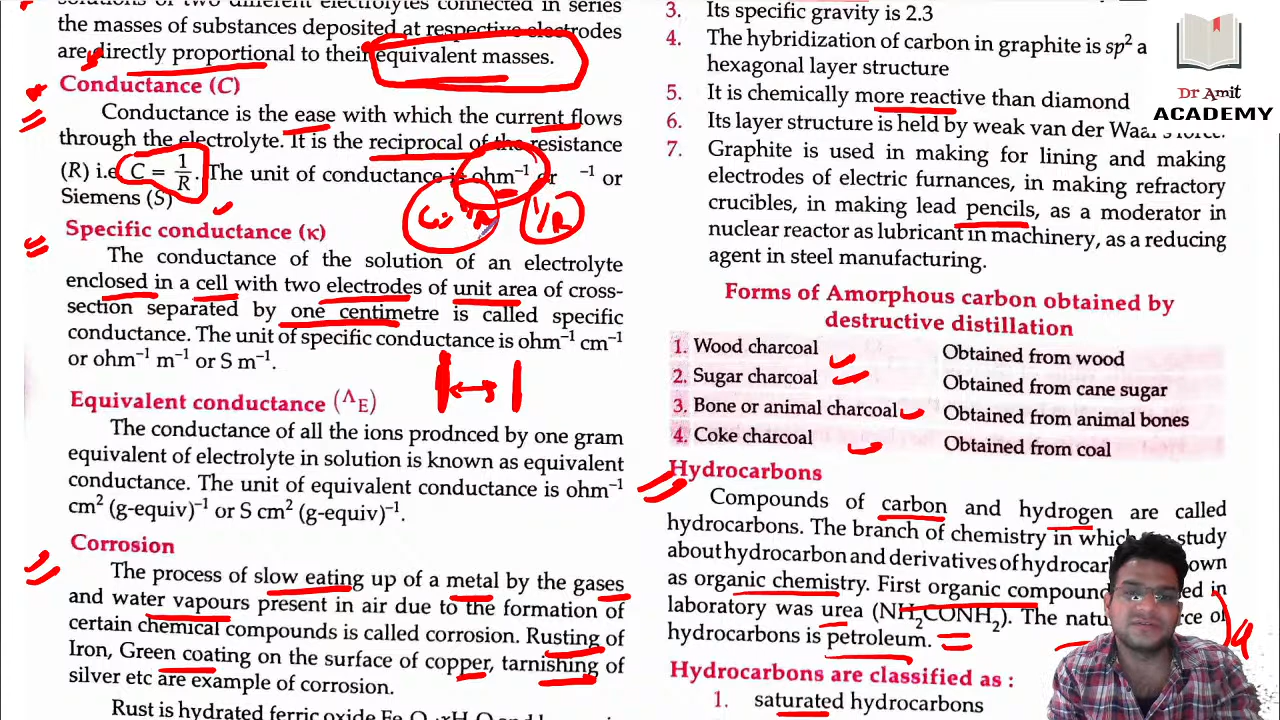 solutions of two different electrolytes connected in series
the masses of substances deposited at respective electrodes
are directly proportional to their equivalent masses.
Conductance (C)
Conductance is the ease with which the current flows
through the electrolyte. It is the reciprocal of the resistance
(R) i.e. C = 1/R. The unit of conductance is ohm⁻¹ or ⁻¹ or
Siemens (S)
C = 1/R 1/R
Specific conductance (κ)
The conductance of the solution of an electrolyte
enclosed in a cell with two electrodes of unit area of cross-
section separated by one centimetre is called specific
conductance. The unit of specific conductance is ohm⁻¹ cm⁻¹
or ohm⁻¹ m⁻¹ or S m⁻¹.
Equivalent conductance (ΛE)
The conductance of all the ions prodnced by one gram
equivalent of electrolyte in solution is known as equivalent
conductance. The unit of equivalent conductance is ohm⁻¹
cm² (g-equiv)⁻¹ or S cm² (g-equiv)⁻¹.
Corrosion
The process of slow eating up of a metal by the gases
and water vapours present in air due to the formation of
certain chemical compounds is called corrosion. Rusting of
Iron, Green coating on the surface of copper, tarnishing of
silver etc are example of corrosion.
Rust is hydrated ferric oxide
3. Its specific gravity is 2.3
4. The hybridization of carbon in graphite is sp² a
hexagonal layer structure
5. It is chemically more reactive than diamond
6. Its layer structure is held by weak van der Waal's force.
7. Graphite is used in making for lining and making
electrodes of electric furnances, in making refractory
crucibles, in making lead pencils, as a moderator in
nuclear reactor as lubricant in machinery, as a reducing
agent in steel manufacturing.
Forms of Amorphous carbon obtained by
destructive distillation
1. Wood charcoal Obtained from wood
2. Sugar charcoal Obtained from cane sugar
3. Bone or animal charcoal Obtained from animal bones
4. Coke charcoal Obtained from coal
Hydrocarbons
Compounds of carbon and hydrogen are called
hydrocarbons. The branch of chemistry in which study
about hydrocarbon and derivatives of
as organic chemistry. First organic in
laboratory was urea (NH₂CONH₂). The of
hydrocarbons is petroleum.
Hydrocarbons are classified as :
1. saturated hydrocarbons
Dr Amit
ACADEMY